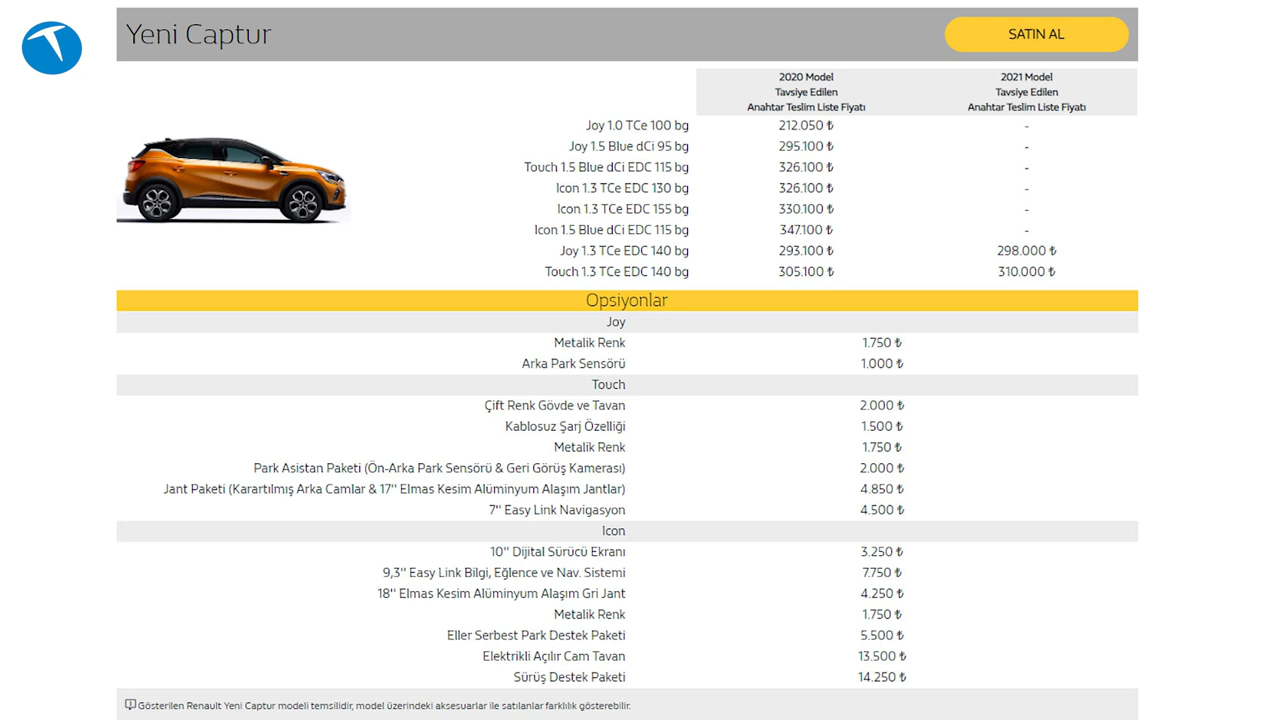 Yeni Captur
SATIN AL
2020 Model 2021 Model
Tavsiye Edilen Tavsiye Edilen
Anahtar Teslim Liste Fiyatı Anahtar Teslim Liste Fiyatı
Joy 1.0 TCe 100 bg 212.050 ₺ -
Joy 1.5 Blue dCi 95 bg 295.100 ₺ -
Touch 1.5 Blue dCi EDC 115 bg 326.100 ₺ -
Icon 1.3 TCe EDC 130 bg 326.100 ₺ -
Icon 1.3 TCe EDC 155 bg 330.100 ₺ -
Icon 1.5 Blue dCi EDC 115 bg 347.100 ₺ -
Joy 1.3 TCe EDC 140 bg 293.100 ₺ 298.000 ₺
Touch 1.3 TCe EDC 140 bg 305.100 ₺ 310.000 ₺
Opsiyonlar
Joy
Metalik Renk 1.750 ₺
Arka Park Sensörü 1.000 ₺
Touch
Çift Renk Gövde ve Tavan 2.000 ₺
Kablosuz Şarj Özelliği 1.500 ₺
Metalik Renk 1.750 ₺
Park Asistan Paketi (Ön-Arka Park Sensörü & Geri Görüş Kamerası) 2.000 ₺
Jant Paketi (Karartılmış Arka Camlar & 17'' Elmas Kesim Alüminyum Alaşım Jantlar) 4.850 ₺
7'' Easy Link Navigasyon 4.500 ₺
Icon
10'' Dijital Sürücü Ekranı 3.250 ₺
9,3'' Easy Link Bilgi, Eğlence ve Nav. Sistemi 7.750 ₺
18'' Elmas Kesim Alüminyum Alaşım Gri Jant 4.250 ₺
Metalik Renk 1.750 ₺
Eller Serbest Park Destek Paketi 5.500 ₺
Elektrikli Açılır Cam Tavan 13.500 ₺
Sürüş Destek Paketi 14.250 ₺
Gösterilen Renault Yeni Captur modeli temsilidir, model üzerindeki aksesuarlar ile satılanlar farklılık gösterebilir.